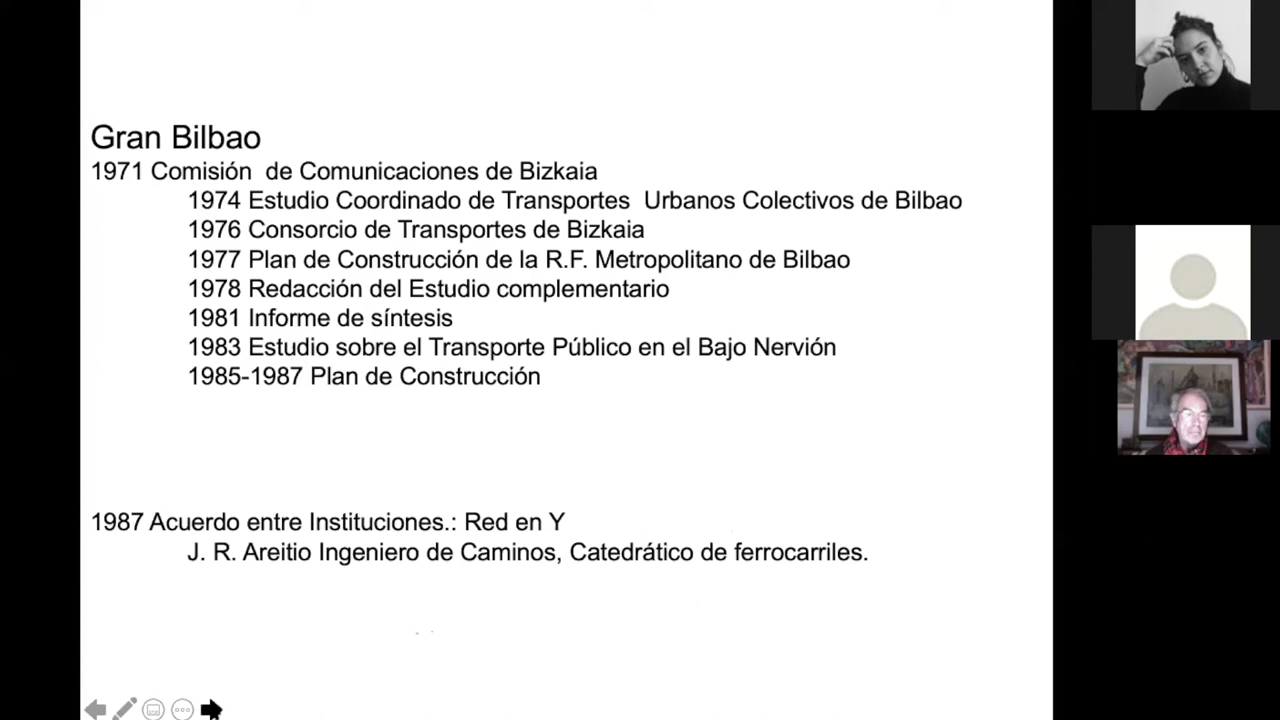 Gran Bilbao
1971 Comisión de Comunicaciones de Bizkaia
1974 Estudio Coordinado de Transportes Urbanos Colectivos de Bilbao
1976 Consorcio de Transportes de Bizkaia
1977 Plan de Construcción de la R.F. Metropolitano de Bilbao
1978 Redacción del Estudio complementario
1981 Informe de síntesis
1983 Estudio sobre el Transporte Público en el Bajo Nervión
1985-1987 Plan de Construcción
1987 Acuerdo entre Instituciones.: Red en Y
J. R. Areitio Ingeniero de Caminos, Catedrático de ferrocarriles.